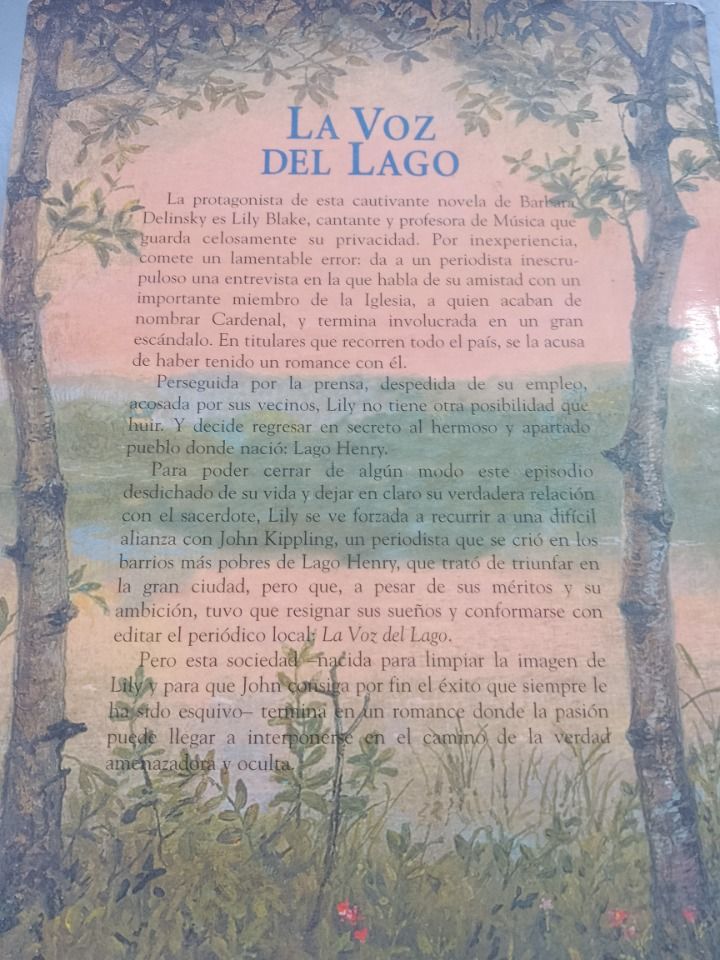 LA VOZ
DEL LAGO
La protagonista de esta cautivante novela de Barbara
Delinsky es Lily Blake, cantante y profesora de Música que
guarda celosamente su privacidad. Por inexperiencia,
comete un lamentable error: da a un periodista inescru-
puloso una entrevista en la que habla de su amistad con un
importante miembro de la Iglesia, a quien acaban de
nombrar Cardenal, y termina involucrada en un gran
escándalo. En titulares que recorren todo el país, se la acusa
de haber tenido un romance con él.
Perseguida por la prensa, despedida de su empleo,
acosada por sus vecinos, Lily no tiene otra posibilidad que
huir. Y decide regresar en secreto al hermoso y apartado
pueblo donde nació: Lago Henry.
Para poder cerrar de algún modo este episodio
desdichado de su vida y dejar en claro su verdadera relación
con el sacerdote, Lily se ve forzada a recurrir a una difícil
alianza con John Kippling, un periodista que se crió en los
barrios más pobres de Lago Henry, que trató de triunfar en
la gran ciudad, pero que, a pesar de sus méritos y su
ambición, tuvo que resignar sus sueños y conformarse con
editar el periódico local: La Voz del Lago.
Pero esta sociedad –nacida para limpiar la imagen de
Lily y para que John consiga por fin el éxito que siempre le
ha sido esquivo– termina en un romance donde la pasión
puede llegar a interponerse en el camino de la verdad
amenazadora y oculta.